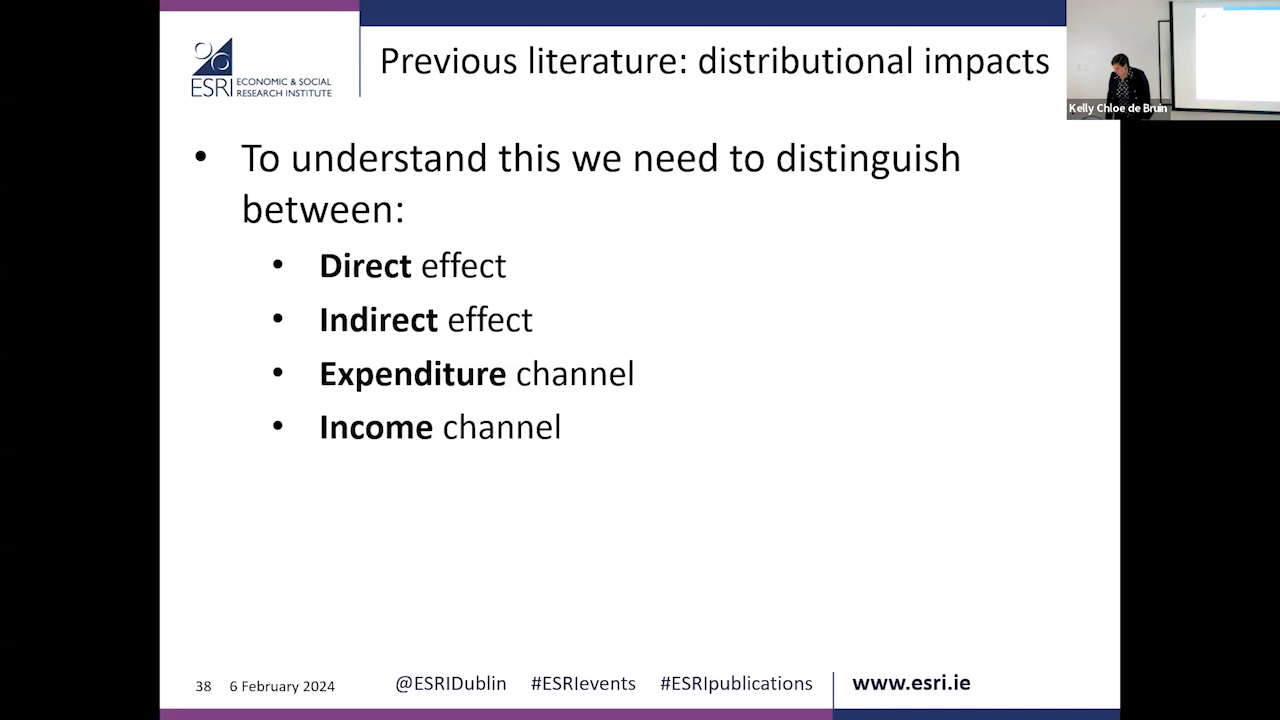 ESRI
ECONOMIC & SOCIAL
RESEARCH INSTITUTE
Previous literature: distributional impacts
Kelly Chloe de Bruin
• To understand this we need to distinguish
between:
• Direct effect
• Indirect effect
• Expenditure channel
• Income channel
38 6 February 2024 @ESRIDublin #ESRIevents #ESRIpublications www.esri.ie